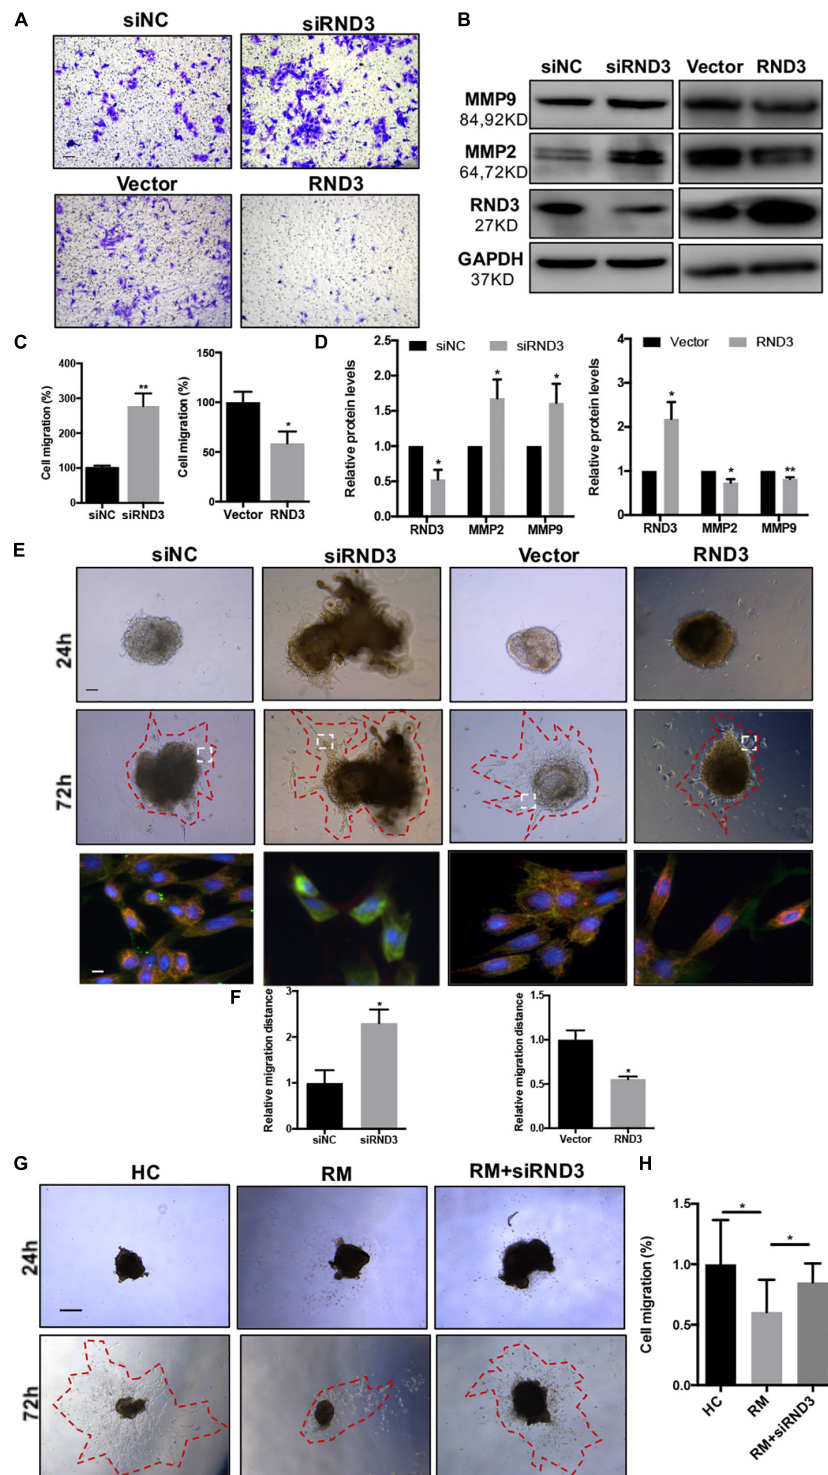 A
siNC
siRND3
Vector
RND3
B
siNC
siRND3
Vector
RND3
MMP9
84,92KD
MMP2
64,72KD
RND3
27KD
GAPDH
37KD
C
Cell migration (%)
400
300
200
100
0
**
siNC
siRND3
Cell migration (%)
150
100
50
0
*
Vector
RND3
D
siNC
siRND3
Relative protein levels
2.5
2.0
1.5
1.0
0.5
0.0
*
*
*
RND3
MMP2
MMP9
Vector
RND3
Relative protein levels
4
3
2
1
0
*
*
**
RND3
MMP2
MMP9
E
siNC
siRND3
Vector
RND3
24h
72h
F
Relative migration distance
3
2
1
0
*
siNC
siRND3
Relative migration distance
1.5
1.0
0.5
0.0
*
Vector
RND3
G
HC
RM
RM+siRND3
24h
72h
H
Cell migration (%)
1.5
1.0
0.5
0.0
*
*
HC
RM
RM+siRND3